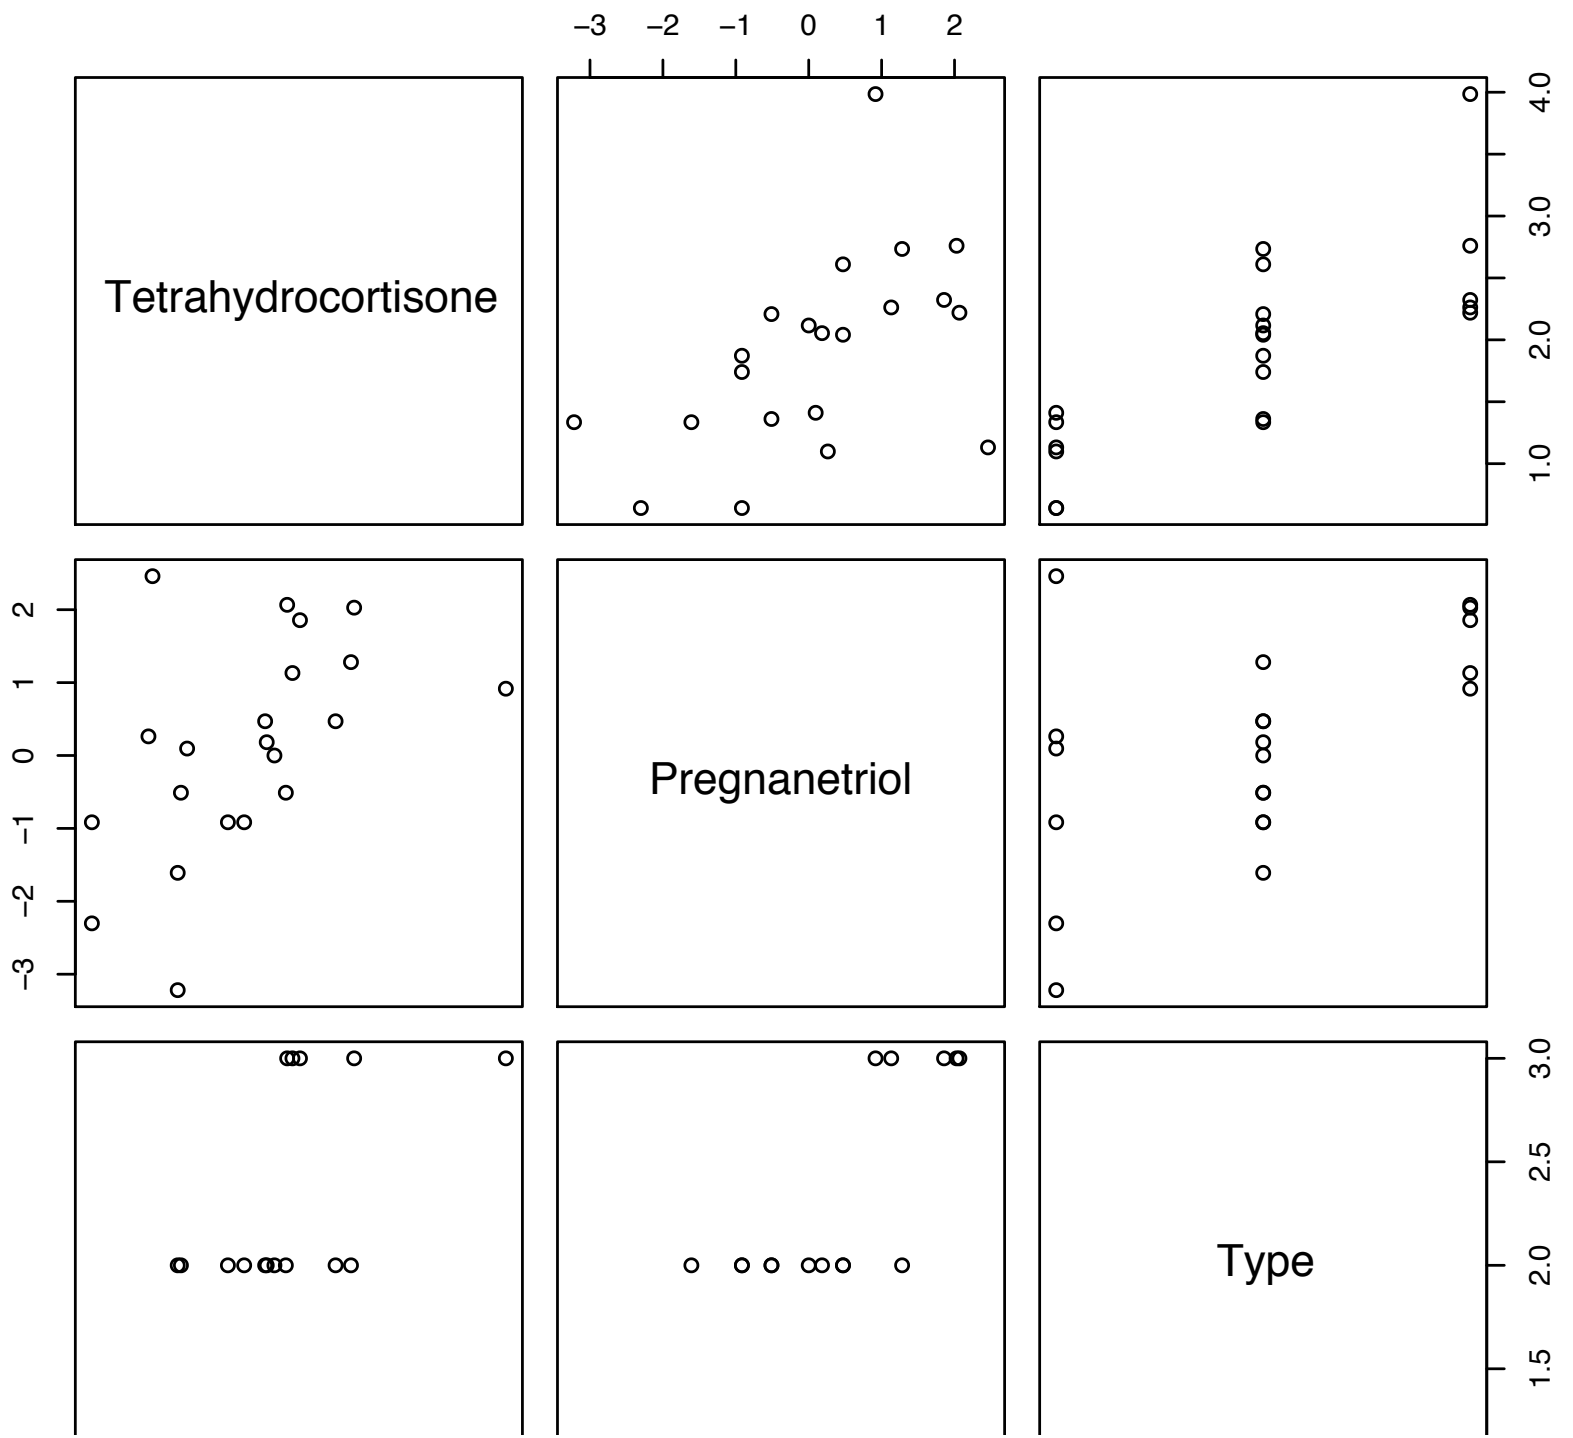 −3 −2 −1 0 1 2
Tetrahydrocortisone
1.0 2.0 3.0 4.0
−3 −2 −1 0 1 2
Pregnanetriol
Type
1.5 2.0 2.5 3.0